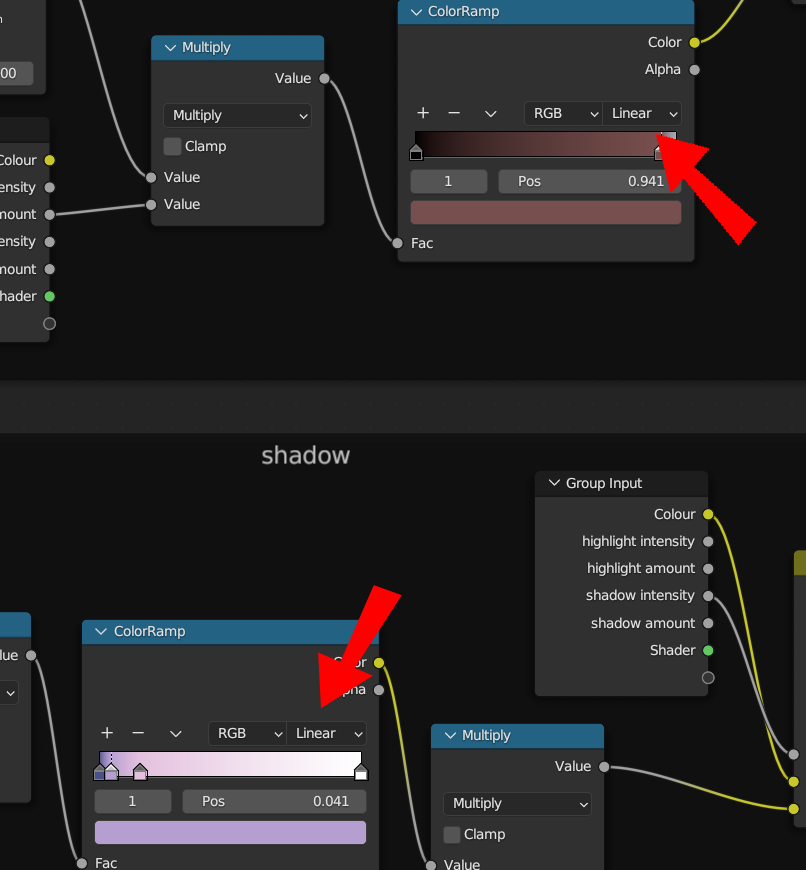 ColorRamp
Color
Alpha
RGB
Linear
1
Pos
0.941
Fac
Multiply
Value
Multiply
Clamp
Value
Value
00
Colour
ensity
mount
ensity
mount
hader
shadow
Group Input
Colour
highlight intensity
highlight amount
shadow intensity
shadow amount
Shader
lue
ColorRamp
RGB
Linear
1
Pos
0.041
Fac
Multiply
Value
Multiply
Clamp
Value